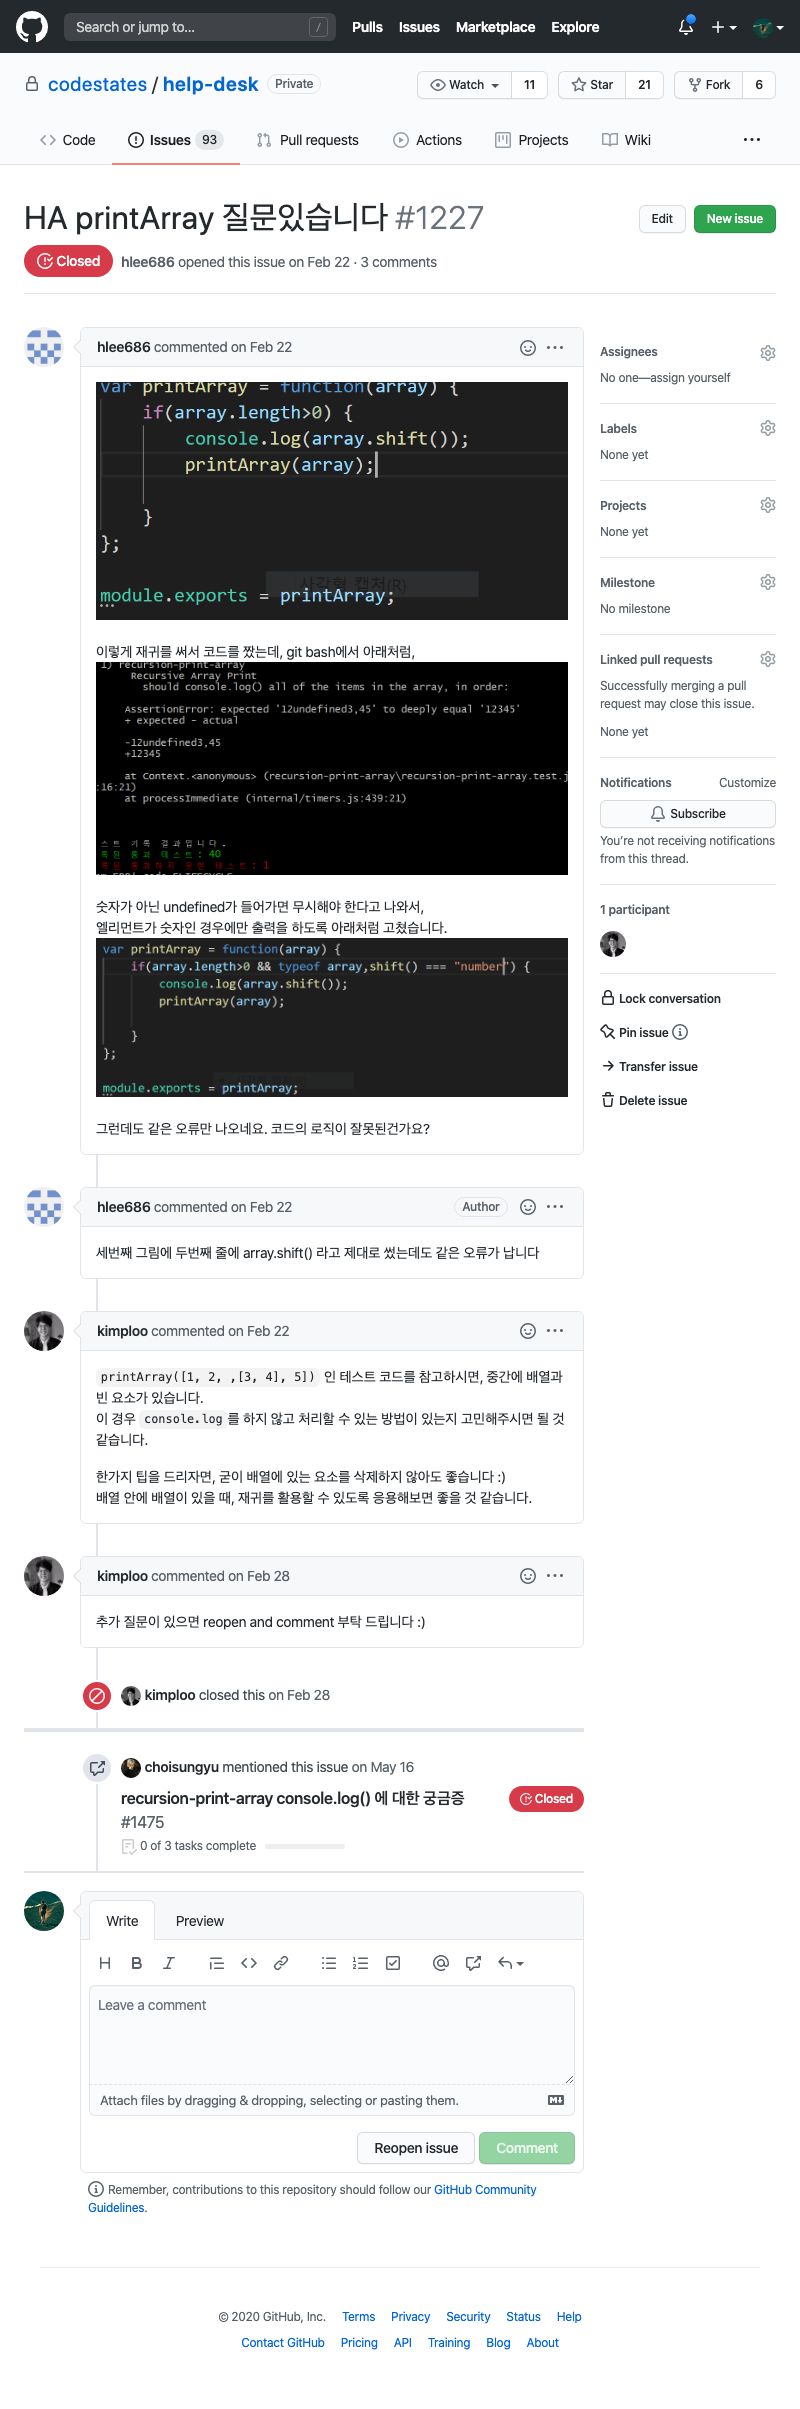 Search or jump to...
/
Pulls
Issues
Marketplace
Explore
codestates / help-desk
Private
Watch
11
Star
21
Fork
6
Code
Issues 93
Pull requests
Actions
Projects
Wiki
HA printArray 질문있습니다 #1227
Edit
New issue
Closed
hlee686 opened this issue on Feb 22 · 3 comments
hlee686 commented on Feb 22
var printArray = function(array) {
if(array.length>0) {
console.log(array.shift());
printArray(array);
}
};
사각형 캡처(R)
module.exports = printArray;
이렇게 재귀를 써서 코드를 짰는데, git bash에서 아래처럼,
1) recursion-print-array
Recursive Array Print
should console.log() all of the items in the array, in order:
AssertionError: expected '12undefined3,45' to deeply equal '12345'
+ expected - actual
-12undefined3,45
+12345
at Context.<anonymous> (recursion-print-array\recursion-print-array.test.j
:16:21)
at processImmediate (internal/timers.js:439:21)
스트 기록 결과입니다.
테스트 : 40
테스트 : 1
숫자가 아닌 undefined가 들어가면 무시해야 한다고 나와서,
엘리먼트가 숫자인 경우에만 출력을 하도록 아래처럼 고쳤습니다.
var printArray = function(array) {
if(array.length>0 && typeof array,shift() === "number") {
console.log(array.shift());
printArray(array);
}
};
module.exports = printArray;
그런데도 같은 오류만 나오네요. 코드의 로직이 잘못된건가요?
hlee686 commented on Feb 22
Author
세번째 그림에 두번째 줄에 array.shift() 라고 제대로 썼는데도 같은 오류가 납니다
kimploo commented on Feb 22
printArray([1, 2, ,[3, 4], 5]) 인 테스트 코드를 참고하시면, 중간에 배열과
빈 요소가 있습니다.
이 경우 console.log 를 하지 않고 처리할 수 있는 방법이 있는지 고민해주시면 될 것
같습니다.
한가지 팁을 드리자면, 굳이 배열에 있는 요소를 삭제하지 않아도 좋습니다 :)
배열 안에 배열이 있을 때, 재귀를 활용할 수 있도록 응용해보면 좋을 것 같습니다.
kimploo commented on Feb 28
추가 질문이 있으면 reopen and comment 부탁 드립니다 :)
kimploo closed this on Feb 28
choisungyu mentioned this issue on May 16
recursion-print-array console.log() 에 대한 궁금증
#1475
Closed
0 of 3 tasks complete
Write
Preview
Leave a comment
Attach files by dragging & dropping, selecting or pasting them.
Reopen issue
Comment
Remember, contributions to this repository should follow our GitHub Community
Guidelines.
Assignees
No one—assign yourself
Labels
None yet
Projects
None yet
Milestone
No milestone
Linked pull requests
Successfully merging a pull
request may close this issue.
None yet
Notifications
Customize
Subscribe
You're not receiving notifications
from this thread.
1 participant
Lock conversation
Pin issue
Transfer issue
Delete issue
© 2020 GitHub, Inc.
Terms
Privacy
Security
Status
Help
Contact GitHub
Pricing
API
Training
Blog
About